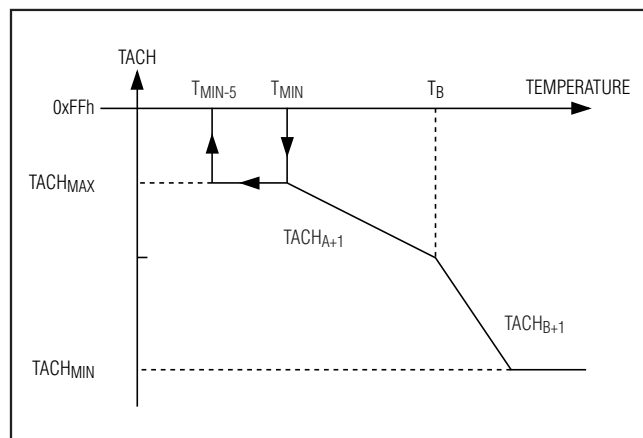 TACH
TMIN-5 TMIN TB TEMPERATURE
0xFFh
TACHMAX
TACHA+1
TACHB+1
TACHMIN